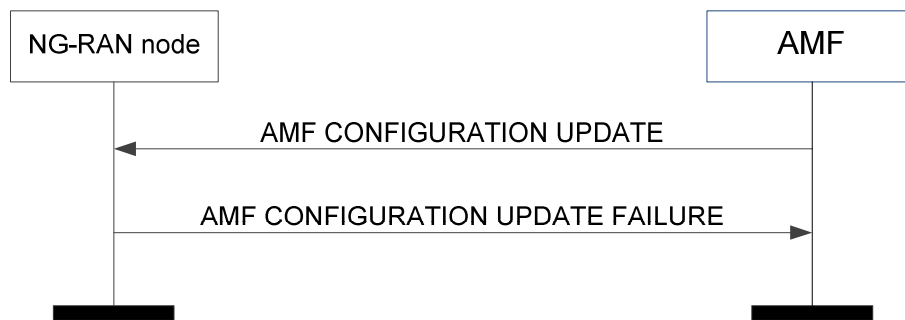 NG-RAN node
AMF
AMF CONFIGURATION UPDATE
AMF CONFIGURATION UPDATE FAILURE